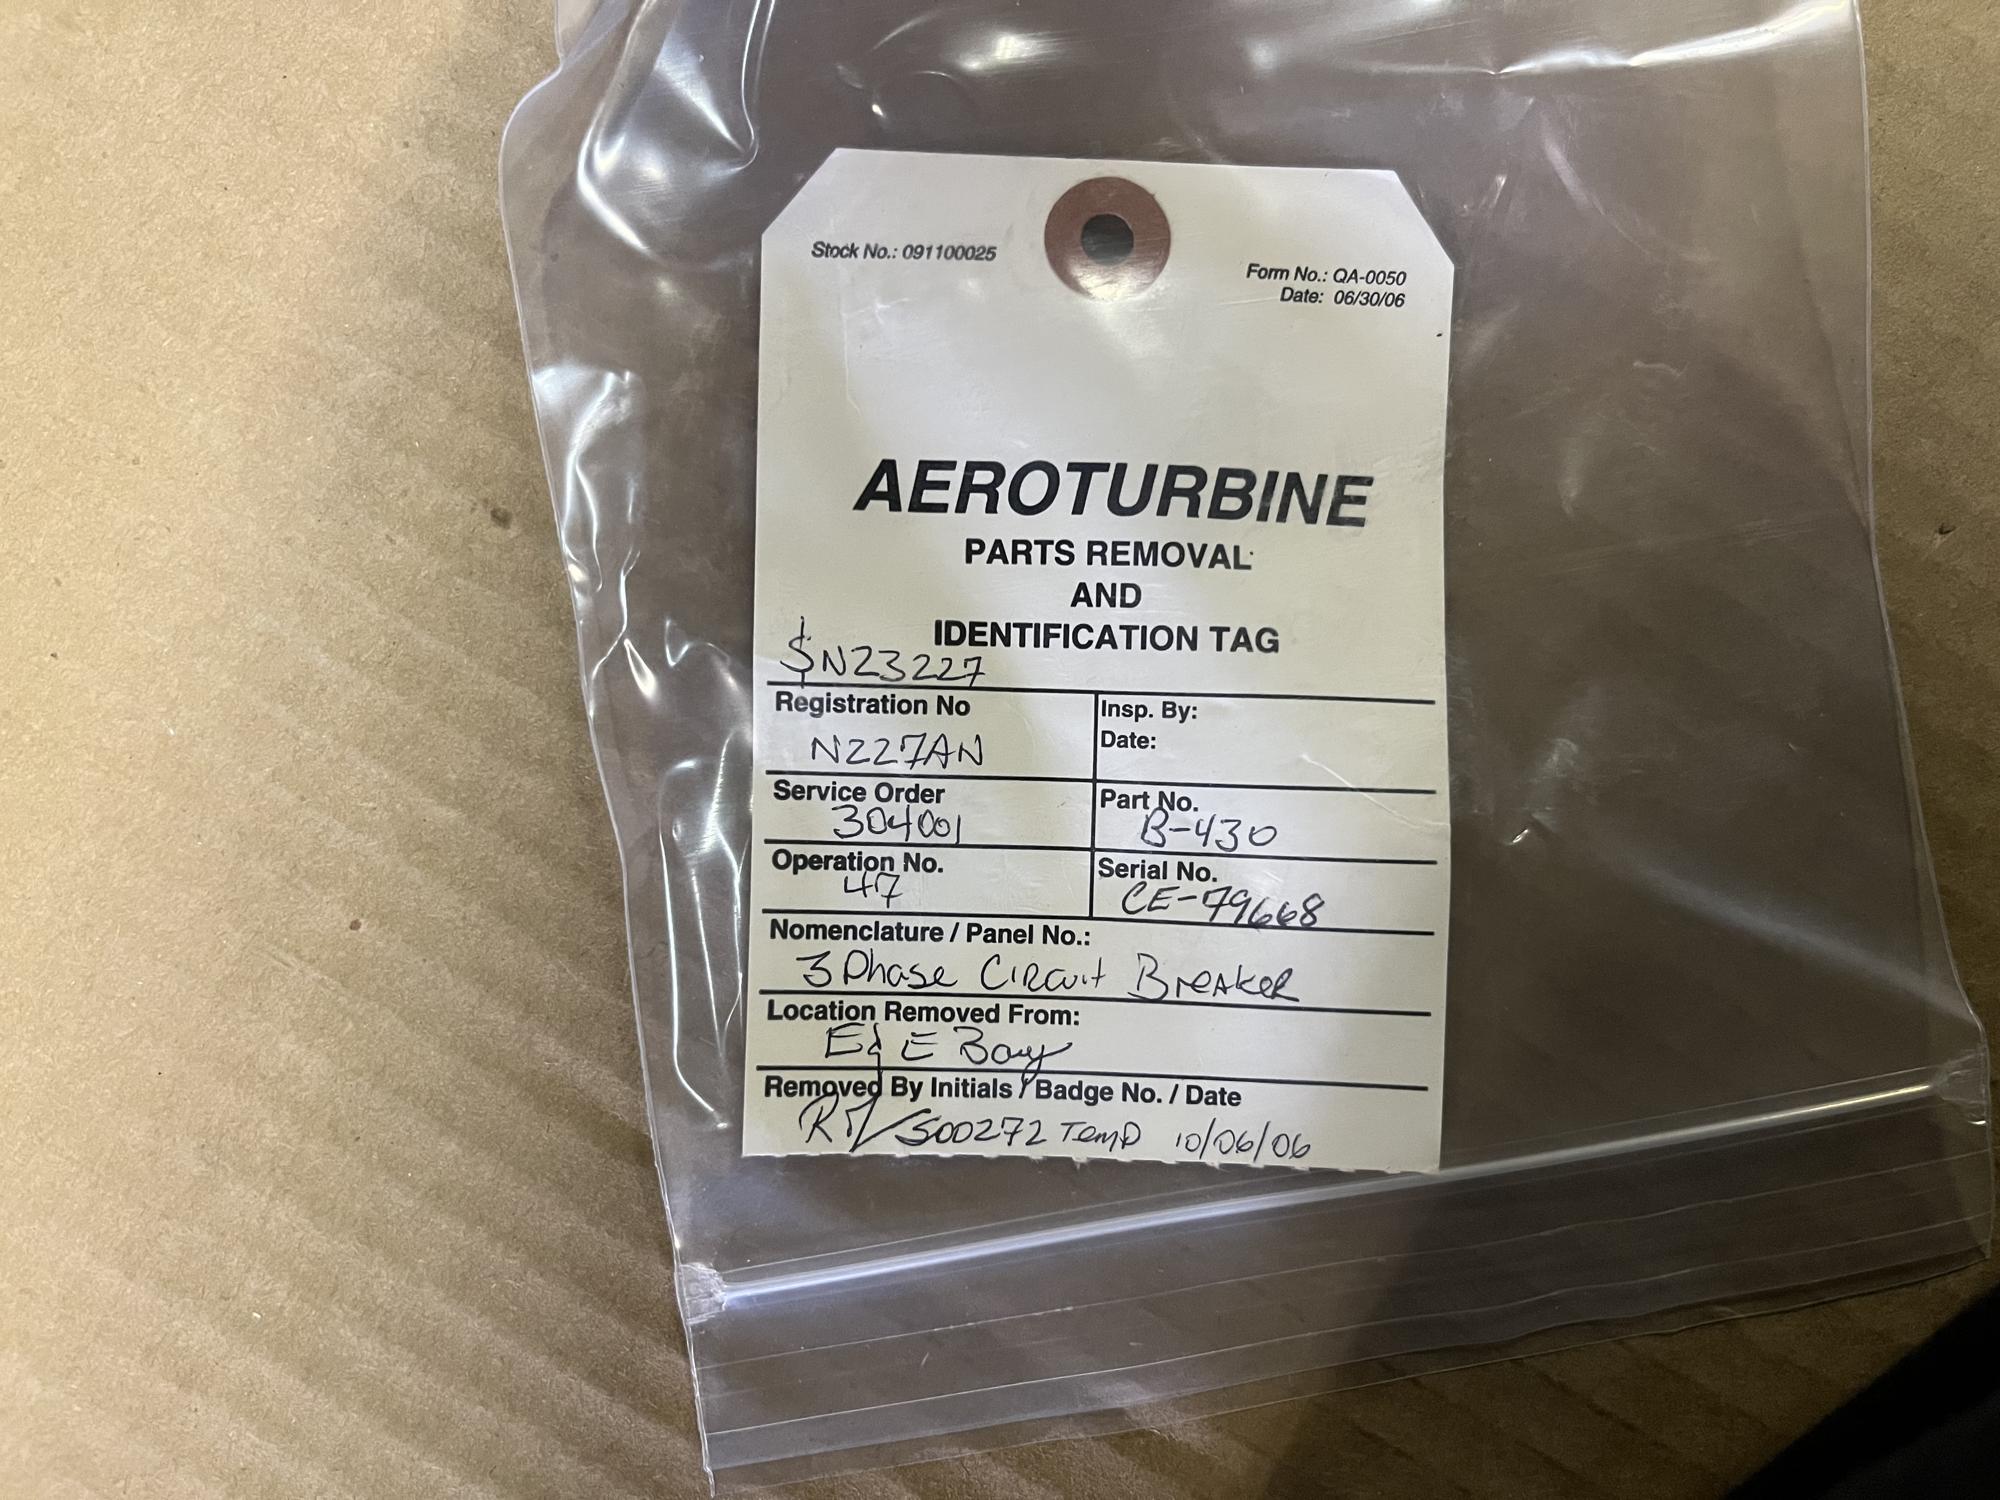 Stock No.: 091100025
Form No.: QA-0050
Date: 06/30/06
AEROTURBINE
PARTS REMOVAL
AND
IDENTIFICATION TAG
SN23227
Registration No
N227AN
Insp. By:
Date:
Service Order
304001
Part No.
B-430
Operation No.
47
Serial No.
CE-79668
Nomenclature / Panel No.:
3 Phase Circuit Breaker
Location Removed From:
E & E Bay
Removed By Initials / Badge No. / Date
RT/S00272 Temp 10/06/06